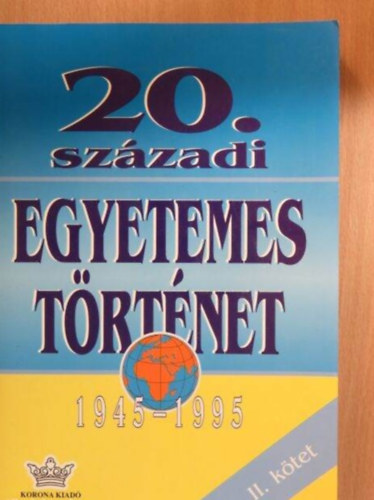 20.
századi
EGYETEMES
TÖRTÉNET
1945-1995
II. kötet
KORONA KIADÓ